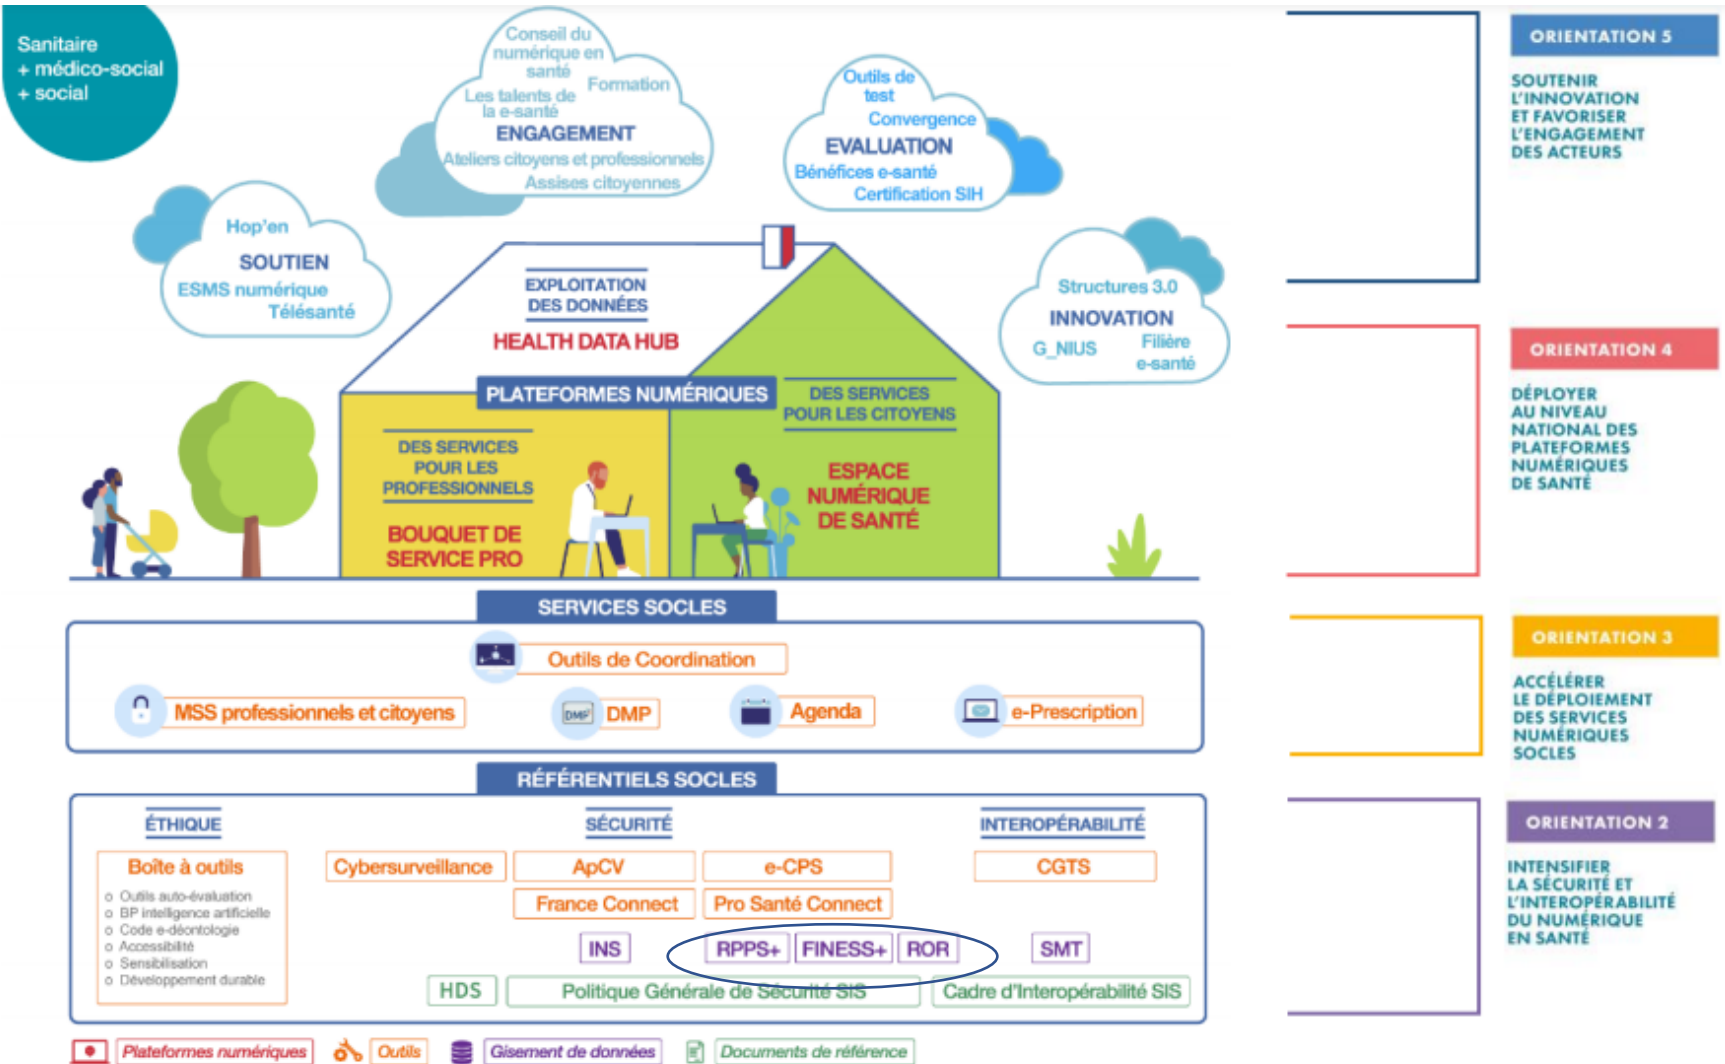 Sanitaire
+ médico-social
+ social
Conseil du
numérique en
santé
Formation
Les talents de
la e-santé
ENGAGEMENT
Ateliers citoyens et professionnels
Assises citoyennes
Outils de
test
Convergence
EVALUATION
Bénéfices e-santé
Certification SIH
Hop'en
SOUTIEN
ESMS numérique
Télésanté
Structures 3.0
INNOVATION
G_NIUS
Filière
e-santé
EXPLOITATION
DES DONNÉES
HEALTH DATA HUB
PLATEFORMES NUMÉRIQUES
DES SERVICES
POUR LES CITOYENS
DES SERVICES
POUR LES
PROFESSIONNELS
BOUQUET DE
SERVICE PRO
ESPACE
NUMÉRIQUE
DE SANTÉ
SERVICES SOCLES
Outils de Coordination
MSS professionnels et citoyens
DMP
DMP
Agenda
e-Prescription
RÉFÉRENTIELS SOCLES
ÉTHIQUE
Boîte à outils
o Outils auto-évaluation
o BP intelligence artificielle
o Code e-déontologie
o Accessibilité
o Sensibilisation
o Développement durable
SÉCURITÉ
Cybersurveillance
ApCV
e-CPS
France Connect
Pro Santé Connect
INS
RPPS+
FINESS+
ROR
INTEROPÉRABILITÉ
CGTS
SMT
HDS
Politique Générale de Sécurité SIS
Cadre d'Interopérabilité SIS
Plateformes numériques
Outils
Gisement de données
Documents de référence
ORIENTATION 5
SOUTENIR
L'INNOVATION
ET FAVORISER
L'ENGAGEMENT
DES ACTEURS
ORIENTATION 4
DÉPLOYER
AU NIVEAU
NATIONAL DES
PLATEFORMES
NUMÉRIQUES
DE SANTÉ
ORIENTATION 3
ACCÉLÉRER
LE DÉPLOIEMENT
DES SERVICES
NUMÉRIQUES
SOCLES
ORIENTATION 2
INTENSIFIER
LA SÉCURITÉ ET
L'INTEROPÉRABILITÉ
DU NUMÉRIQUE
EN SANTÉ